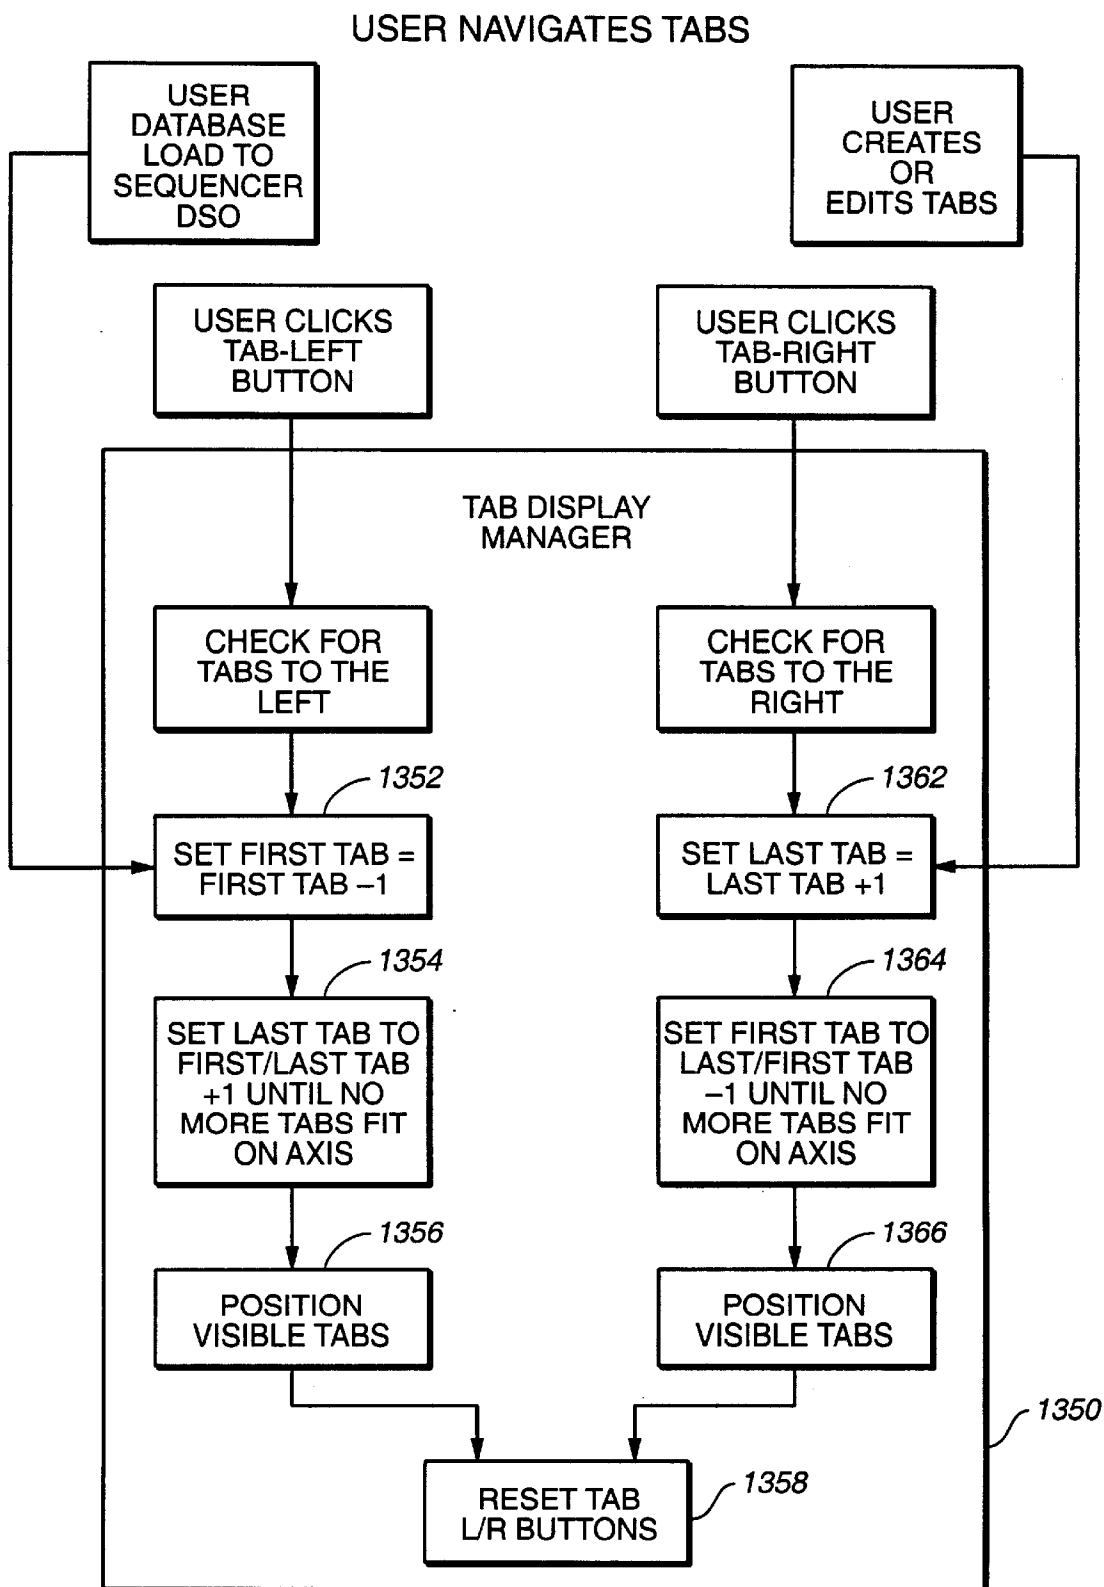 USER NAVIGATES TABS
USER
DATABASE
LOAD TO
SEQUENCER
DSO
USER
CREATES
OR
EDITS TABS
USER CLICKS
TAB-LEFT
BUTTON
USER CLICKS
TAB-RIGHT
BUTTON
TAB DISPLAY
MANAGER
CHECK FOR
TABS TO THE
LEFT
CHECK FOR
TABS TO THE
RIGHT
1352
SET FIRST TAB =
FIRST TAB –1
1362
SET LAST TAB =
LAST TAB +1
1354
SET LAST TAB TO
FIRST/LAST TAB
+1 UNTIL NO
MORE TABS FIT
ON AXIS
1364
SET FIRST TAB TO
LAST/FIRST TAB
–1 UNTIL NO
MORE TABS FIT
ON AXIS
1356
POSITION
VISIBLE TABS
1366
POSITION
VISIBLE TABS
1350
1358
RESET TAB
L/R BUTTONS